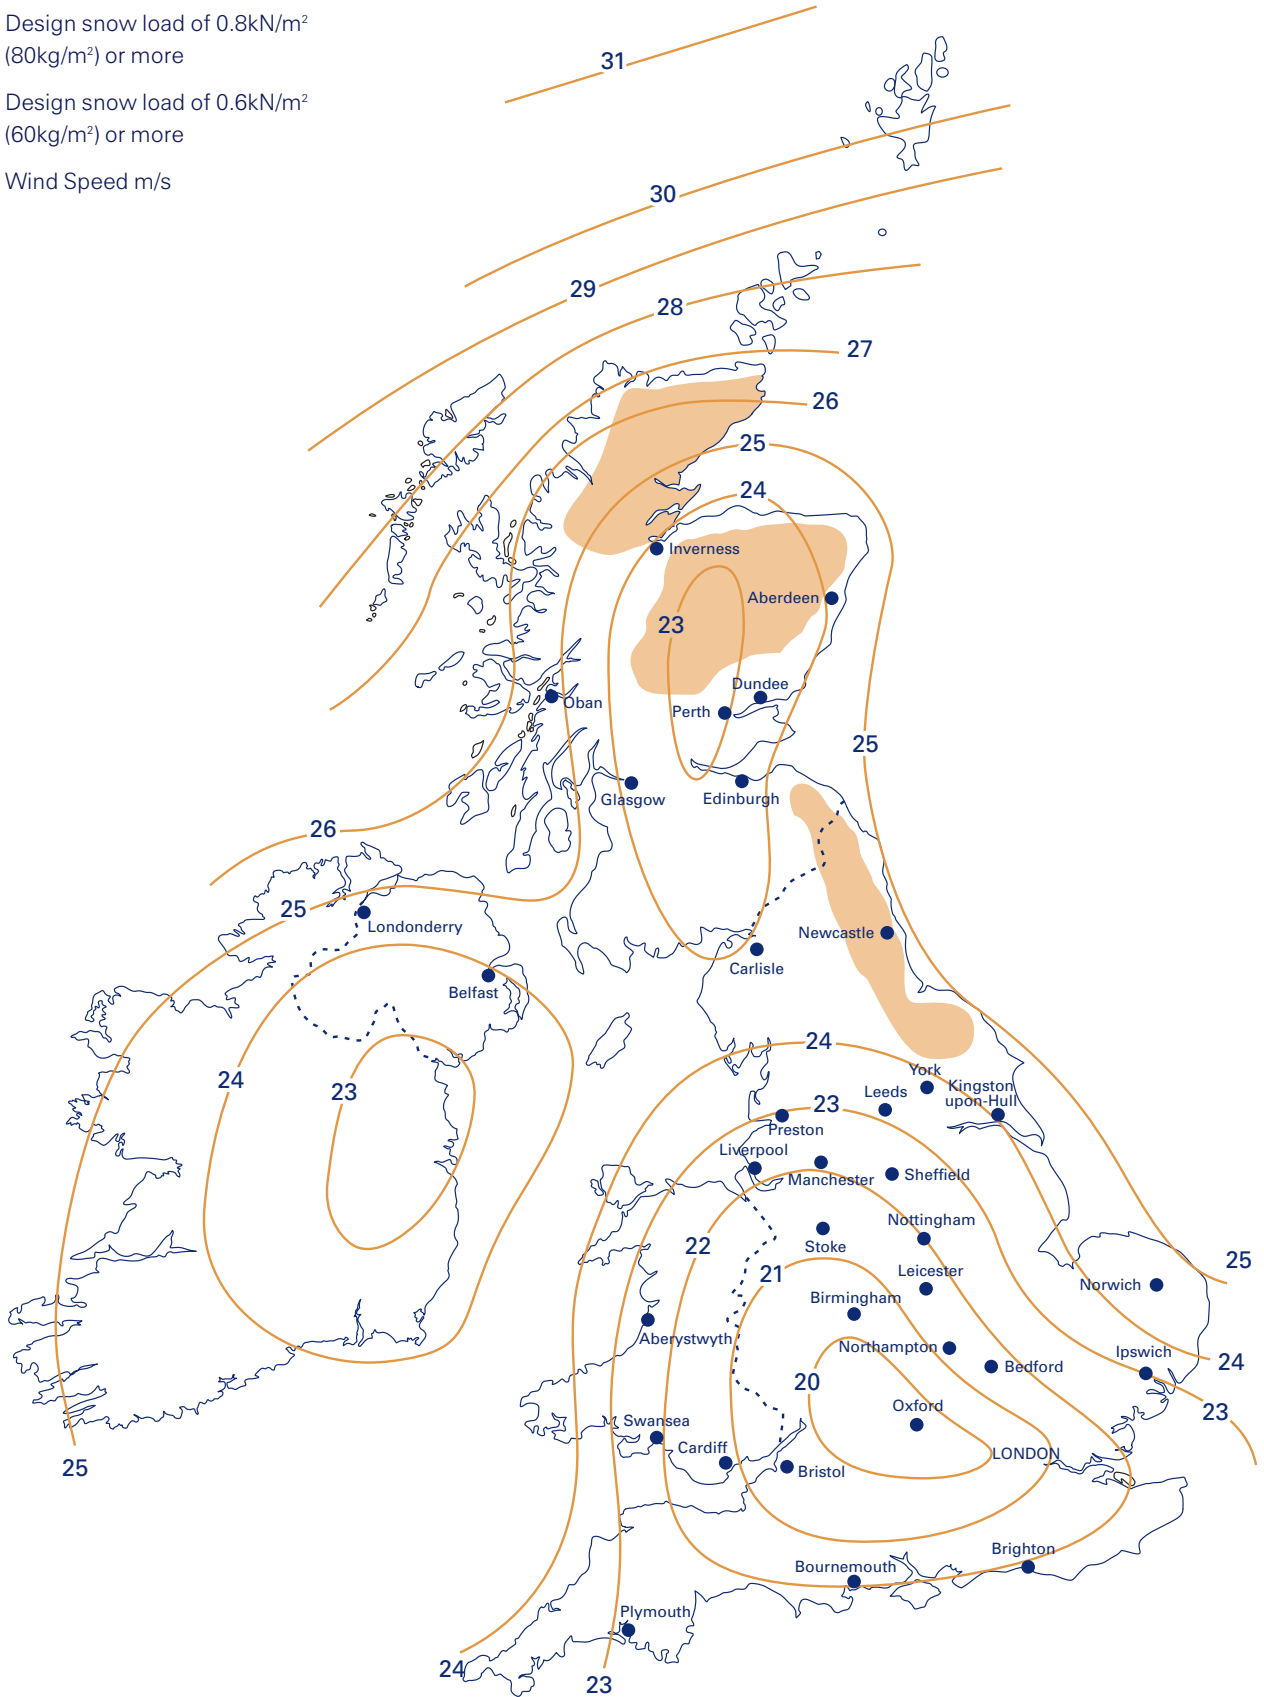 Design snow load of 0.8kN/m²
(80kg/m²) or more
Design snow load of 0.6kN/m²
(60kg/m²) or more
Wind Speed m/s
31
30
29
28
27
26
25
24
Inverness
Aberdeen
23
Dundee
Oban
Perth
25
Glasgow
Edinburgh
26
25
Londonderry
Newcastle
Carlisle
Belfast
24
York
24
23
Kingston
upon-Hull
Leeds
23
Preston
Liverpool
Manchester
Sheffield
Nottingham
22
Stoke
25
21
Leicester
Norwich
Birmingham
Aberystwyth
Northampton
Ipswich
24
Bedford
20
Oxford
23
Swansea
Cardiff
LONDON
25
Bristol
Brighton
Bournemouth
Plymouth
24
23